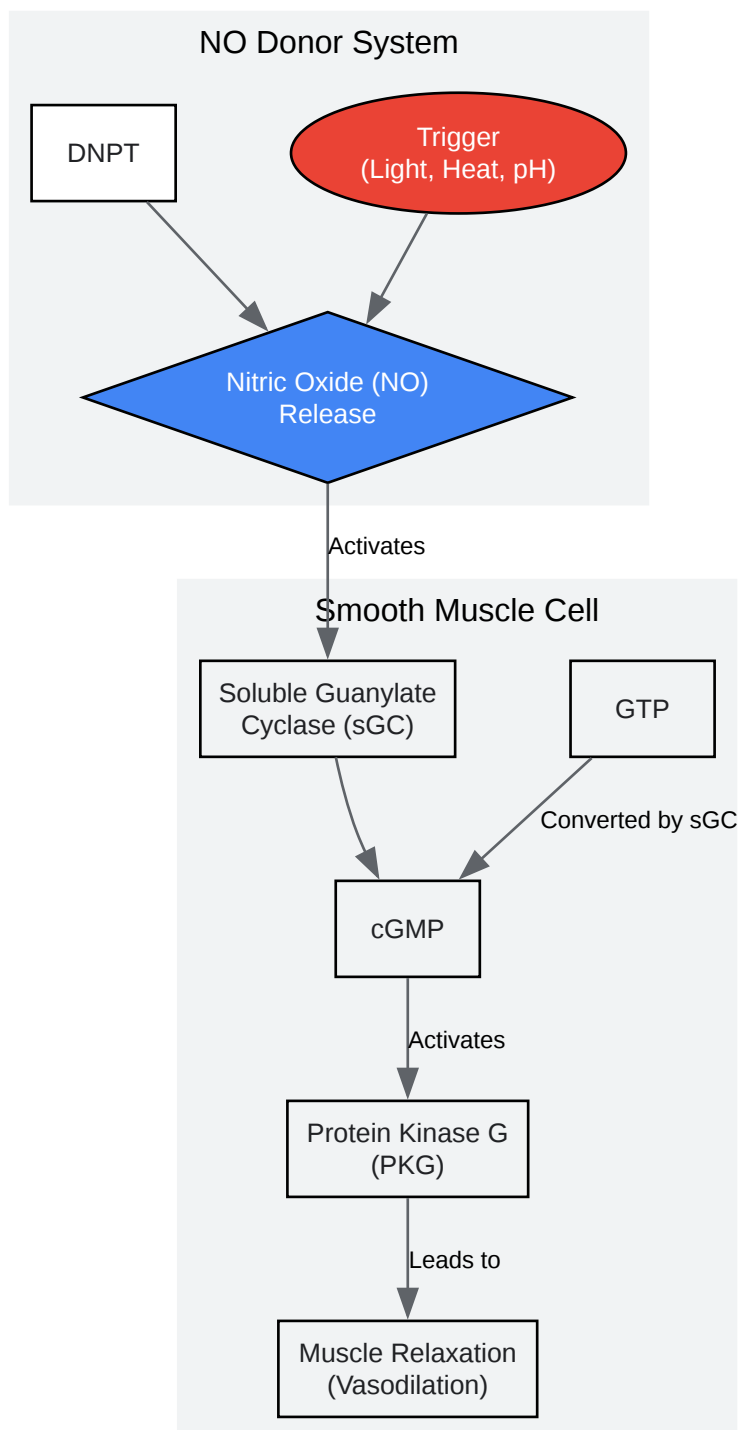 NO Donor System
DNPT
Trigger
(Light, Heat, pH)
Nitric Oxide (NO)
Release
Activates
Smooth Muscle Cell
Soluble Guanylate
Cyclase (sGC)
GTP
Converted by sGC
cGMP
Activates
Protein Kinase G
(PKG)
Leads to
Muscle Relaxation
(Vasodilation)